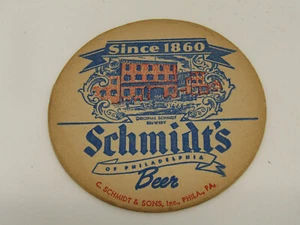 Since 1860
ORIGINAL SCHMIDT
BREWERY
Schmidt's
OF PHILADELPHIA
Beer
C. SCHMIDT & SONS, Inc., PHILA., PA.